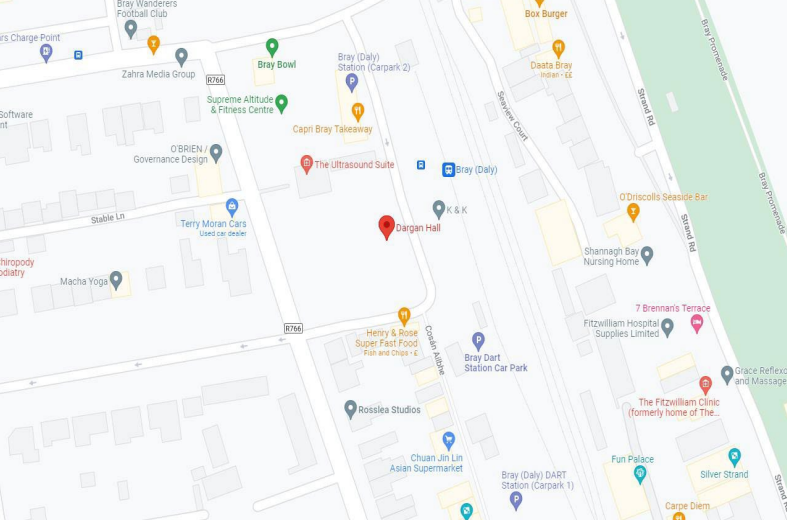 Bray Wanderers
Football Club
Box Burger
rs Charge Point
Zahra Media Group
Bray Bowl
Bray (Daly)
Station (Carpark 2)
Daata Bray
Indian - ££
Bray Promenade
R766
Strand Rd
Seaview Court
Software
nt
Supreme Altitude
& Fitness Centre
Capri Bray Takeaway
O'BRIEN /
Governance Design
The Ultrasound Suite
Bray (Daly)
Bray Promenade
O'Driscolls Seaside Bar
Stable Ln
Terry Moran Cars
Used car dealer
K & K
Dargan Hall
Strand Rd
hiropody
odiatry
Macha Yoga
Shannagh Bay
Nursing Home
7 Brennan's Terrace
R766
Henry & Rose
Super Fast Food
Fish and Chips - £
Cosán Ailbhe
Fitzwilliam Hospital
Supplies Limited
Bray Dart
Station Car Park
Grace Reflexo
and Massage
Rosslea Studios
The Fitzwilliam Clinic
(formerly home of The...
Chuan Jin Lin
Asian Supermarket
Fun Palace
Silver Strand
Bray (Daly) DART
Station (Carpark 1)
Carpe Diem
Strand R